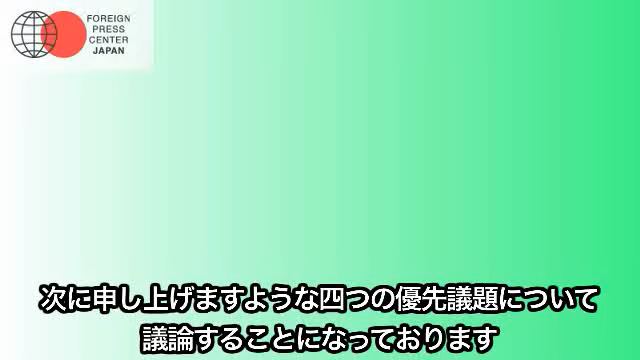 FOREIGN
PRESS
CENTER
JAPAN
次に申し上げますような四つの優先議題について
議論することになっております